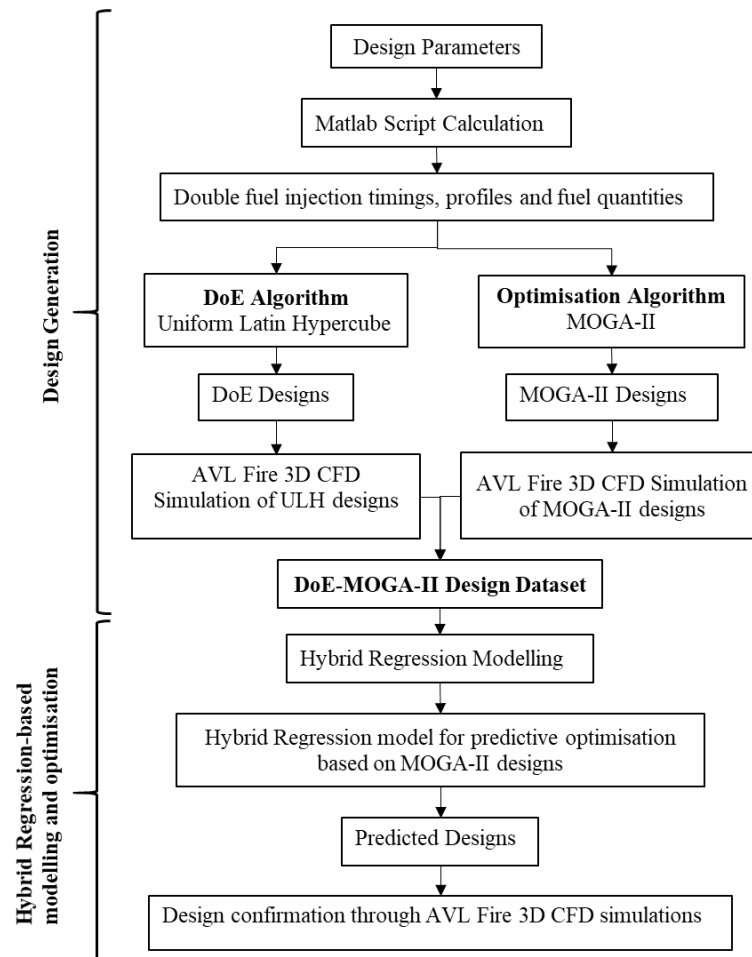 Design Parameters
Matlab Script Calculation
Double fuel injection timings, profiles and fuel quantities
DoE Algorithm
Uniform Latin Hypercube
Optimisation Algorithm
MOGA-II
DoE Designs
MOGA-II Designs
AVL Fire 3D CFD
Simulation of ULH designs
AVL Fire 3D CFD Simulation
of MOGA-II designs
DoE-MOGA-II Design Dataset
Design Generation
Hybrid Regression Modelling
Hybrid Regression model for predictive optimisation
based on MOGA-II designs
Predicted Designs
Design confirmation through AVL Fire 3D CFD simulations
Hybrid Regression-based
modelling and optimisation